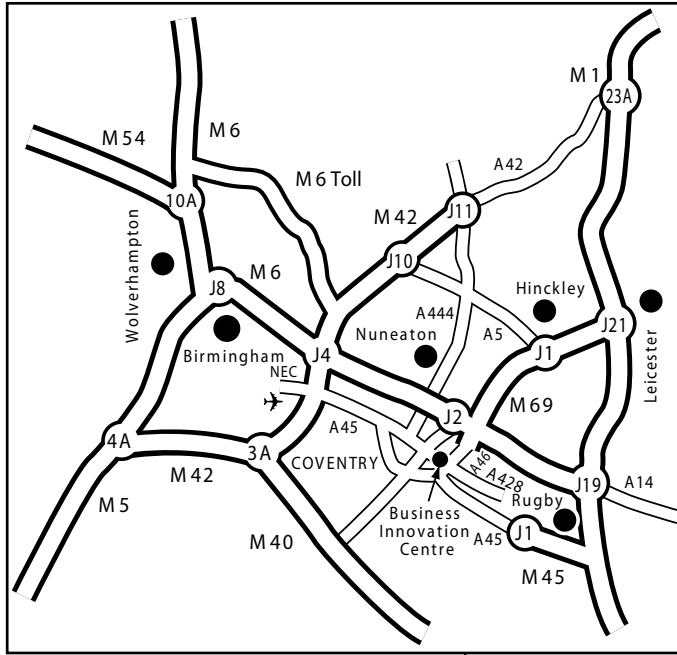 M 1
23A
M 54
M 6
A42
M6 Toll
10A
J11
M 42
J10
Wolverhampton
M 6
J8
Hinckley
A444
A5
J21
Nuneaton
Leicester
Birmingham
J4
J1
NEC
M 69
J2
A45
4A
3A
COVENTRY
A46
M 42
A428
J19
A14
M 5
Rugby
Business
Innovation
Centre
A45
J1
M 40
M 45